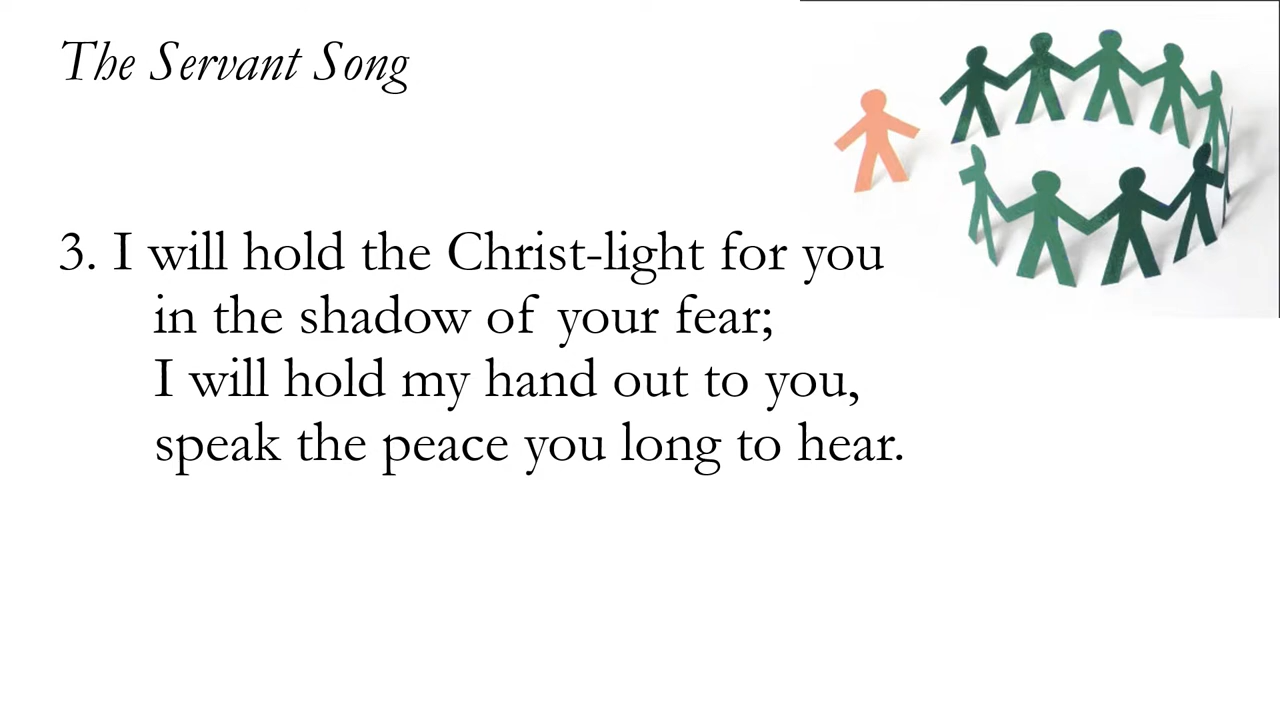 The Servant Song
3. I will hold the Christ-light for you
in the shadow of your fear;
I will hold my hand out to you,
speak the peace you long to hear.